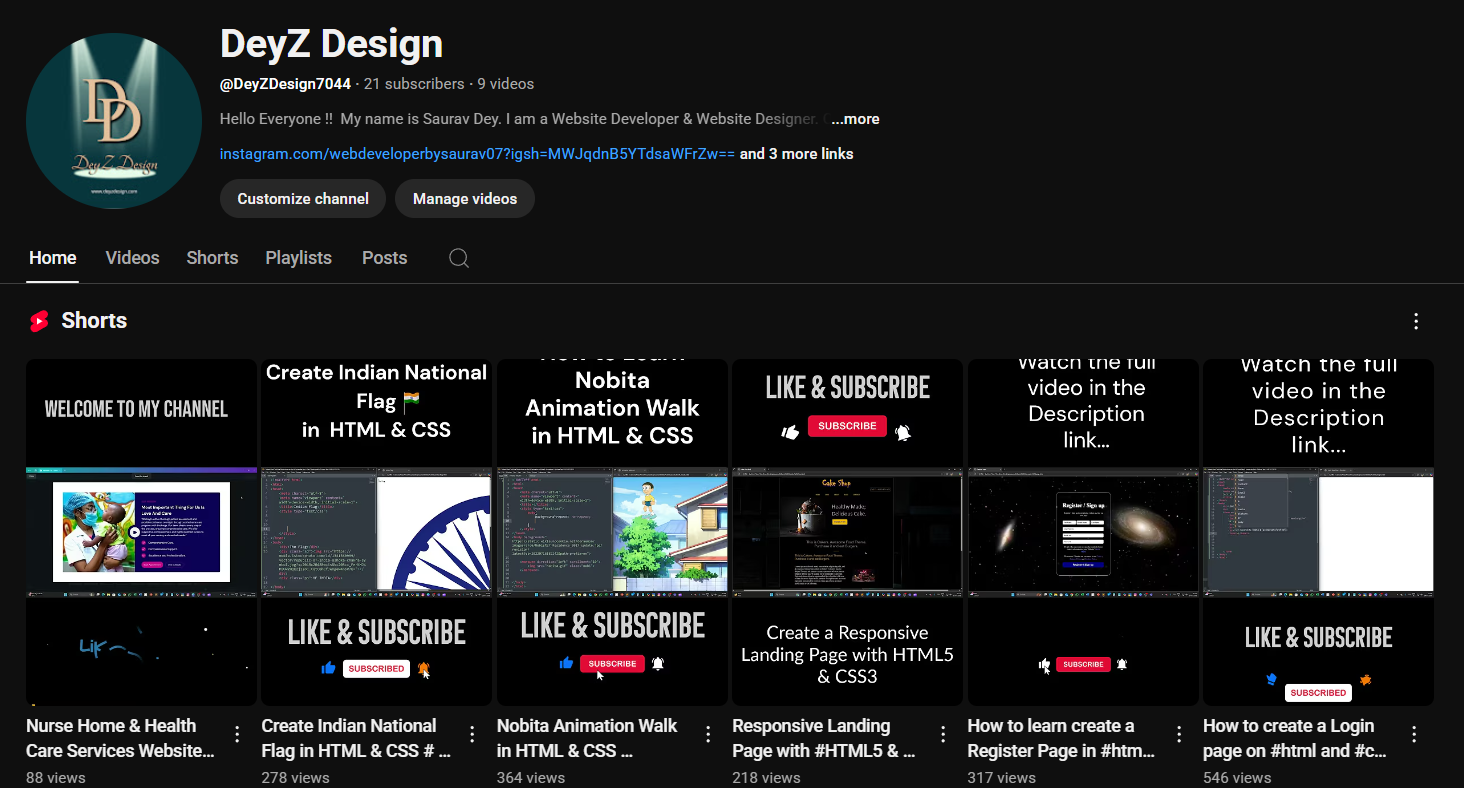 DeyZ Design
DD
DeyZ Design
www.deyzdesign.com
@DeyZDesign7044 · 21 subscribers · 9 videos
Hello Everyone !! My name is Saurav Dey. I am a Website Developer & Website Designer. ...more
instagram.com/webdeveloperbysaurav07?igsh=MWJqdnB5YTdsaWFrZw== and 3 more links
Customize channel
Manage videos
Home Videos Shorts Playlists Posts
Shorts
WELCOME TO MY CHANNEL
Most Important Thing For Us Is
Love And Care
Lik
Nurse Home & Health
Care Services Website...
88 views
Create Indian National
Flag 🇮🇳
in HTML & CSS
LIKE & SUBSCRIBE
SUBSCRIBED
Create Indian National
Flag in HTML & CSS # ...
278 views
How to Learn
Nobita
Animation Walk
in HTML & CSS
LIKE & SUBSCRIBE
SUBSCRIBE
Nobita Animation Walk
in HTML & CSS ...
364 views
LIKE & SUBSCRIBE
SUBSCRIBE
Cake Shop
Healthy Made,
Delicious Cake.
Create a Responsive
Landing Page with HTML5
& CSS3
Responsive Landing
Page with #HTML5 & ...
218 views
Watch the full
video in the
Description
link...
Register / Sign up
SUBSCRIBE
How to learn create a
Register Page in #htm...
317 views
Watch the full
video in the
Description
link...
LIKE & SUBSCRIBE
SUBSCRIBED
How to create a Login
page on #html and #c...
546 views